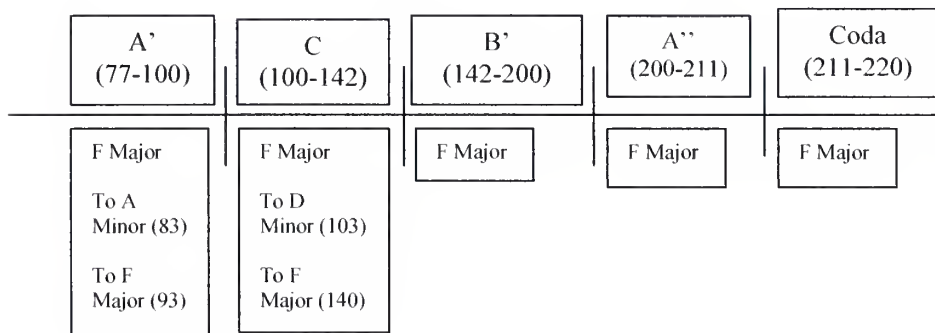 A’
(77-100)
C
(100-142)
B’
(142-200)
A’’
(200-211)
Coda
(211-220)
F Major
To A
Minor (83)
To F
Major (93)
F Major
To D
Minor (103)
To F
Major (140)
F Major
F Major
F Major